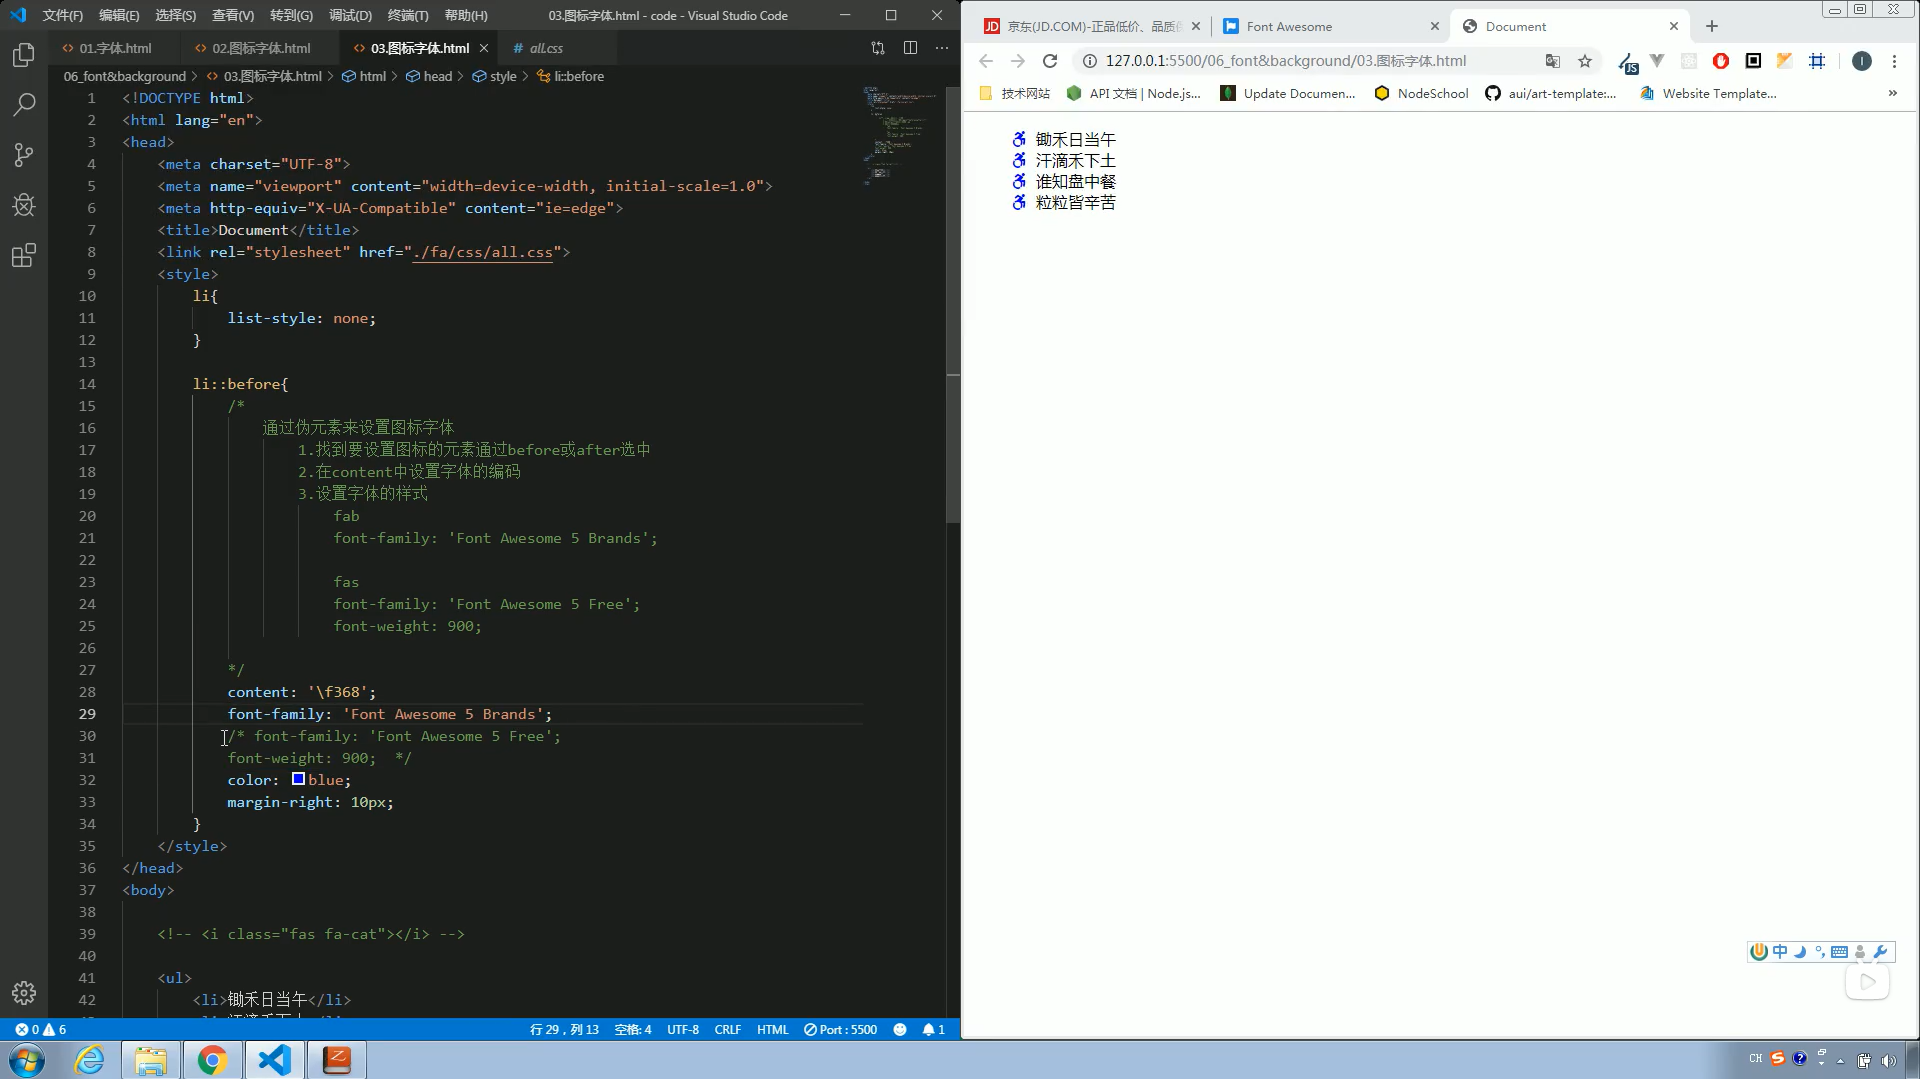 文件(F) 编辑(E) 选择(S) 查看(V) 转到(G) 调试(D) 终端(T) 帮助(H) 03.图标字体.html - code - Visual Studio Code
01.字体.html 02.图标字体.html 03.图标字体.html all.css
06_font&background > 03.图标字体.html > html > head > style > li::before
1 <!DOCTYPE html>
2 <html lang="en">
3 <head>
4 <meta charset="UTF-8">
5 <meta name="viewport" content="width=device-width, initial-scale=1.0">
6 <meta http-equiv="X-UA-Compatible" content="ie=edge">
7 <title>Document</title>
8 <link rel="stylesheet" href="./fa/css/all.css">
9 <style>
10 li{
11 list-style: none;
12 }
13
14 li::before{
15 /*
16 通过伪元素来设置图标字体
17 1.找到要设置图标的元素通过before或after选中
18 2.在content中设置字体的编码
19 3.设置字体的样式
20 fab
21 font-family: 'Font Awesome 5 Brands';
22
23 fas
24 font-family: 'Font Awesome 5 Free';
25 font-weight: 900;
26
27 */
28 content: '\f368';
29 font-family: 'Font Awesome 5 Brands';
30 /* font-family: 'Font Awesome 5 Free';
31 font-weight: 900; */
32 color: blue;
33 margin-right: 10px;
34 }
35 </style>
36 </head>
37 <body>
38
39 <!-- <i class="fas fa-cat"></i> -->
40
41 <ul>
42 <li>锄禾日当午</li>
0 6 行 29，列 13 空格: 4 UTF-8 CRLF HTML Port : 5500 1
JD 京东(JD.COM)-正品低价、品质 Font Awesome Document
127.0.0.1:5500/06_font&background/03.图标字体.html
JS
技术网站 API 文档 | Node.js... Update Documen... NodeSchool aui/art-template:... Website Template... »
锄禾日当午
汗滴禾下土
谁知盘中餐
粒粒皆辛苦
中
CH